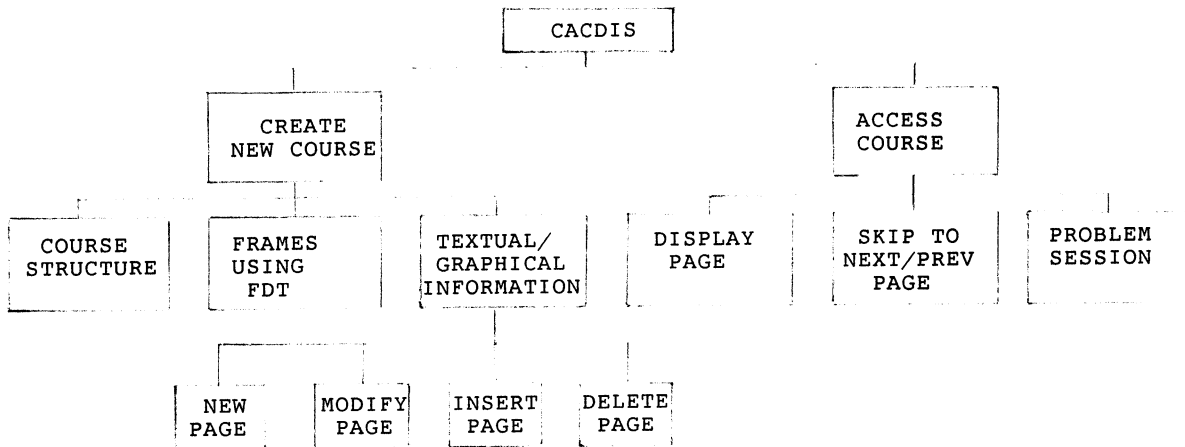 CACDIS
CREATE
NEW COURSE
ACCESS
COURSE
COURSE
STRUCTURE
FRAMES
USING
FDT
TEXTUAL/
GRAPHICAL
INFORMATION
DISPLAY
PAGE
SKIP TO
NEXT/PREV
PAGE
PROBLEM
SESSION
NEW
PAGE
MODIFY
PAGE
INSERT
PAGE
DELETE
PAGE